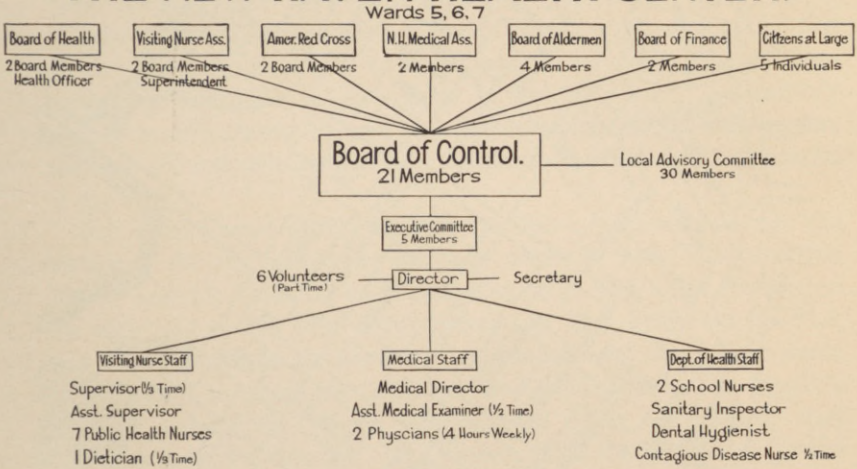 Wards 5, 6, 7
Board of Health
2 Board Members
Health Officer
Visiting Nurse Ass.
2 Board Members
Superintendent
Amer. Red Cross
2 Board Members
N.H. Medical Ass.
2 Members
Board of Aldermen
4 Members
Board of Finance
2 Members
Citizens at Large
5 Individuals
Board of Control.
21 Members
Local Advisory Committee
30 Members
Executive Committee
5 Members
6 Volunteers
(Part Time)
Director
Secretary
Visiting Nurse Staff
Supervisor (⅓ Time)
Asst. Supervisor
7 Public Health Nurses
1 Dietician (⅓ Time)
Medical Staff
Medical Director
Asst. Medical Examiner (½ Time)
2 Physcians (4 Hours Weekly)
Dept. of Health Staff
2 School Nurses
Sanitary Inspector
Dental Hygienist
Contagious Disease Nurse ½ Time